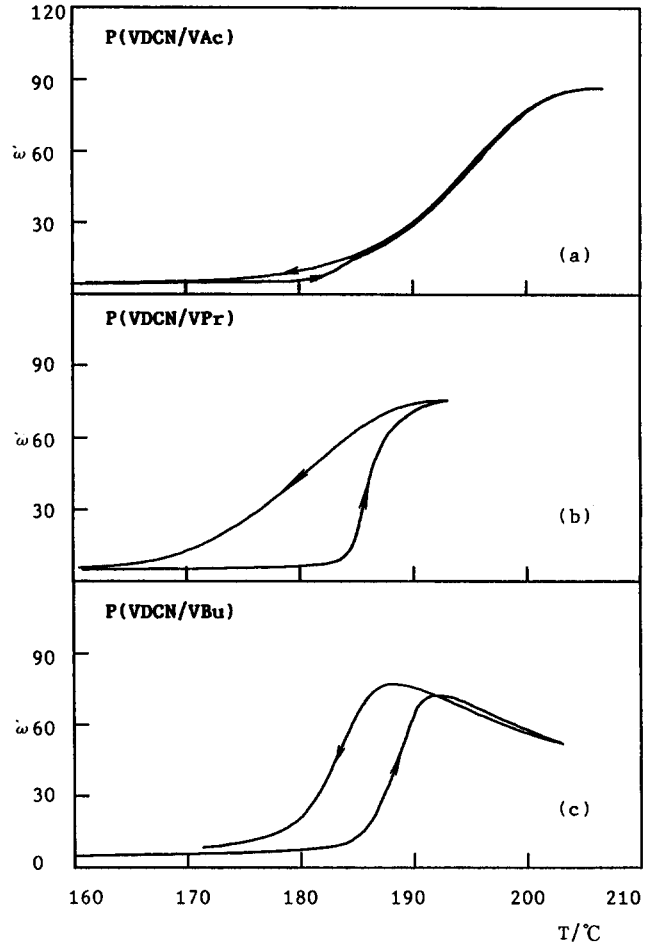 120
P(VDCN/VAc)
90
ε' 60
30
(a)
P(VDCN/VPr)
90
ε' 60
30
(b)
P(VDCN/VBu)
90
ε' 60
30
(c)
0
160 170 180 190 200 210
T/℃